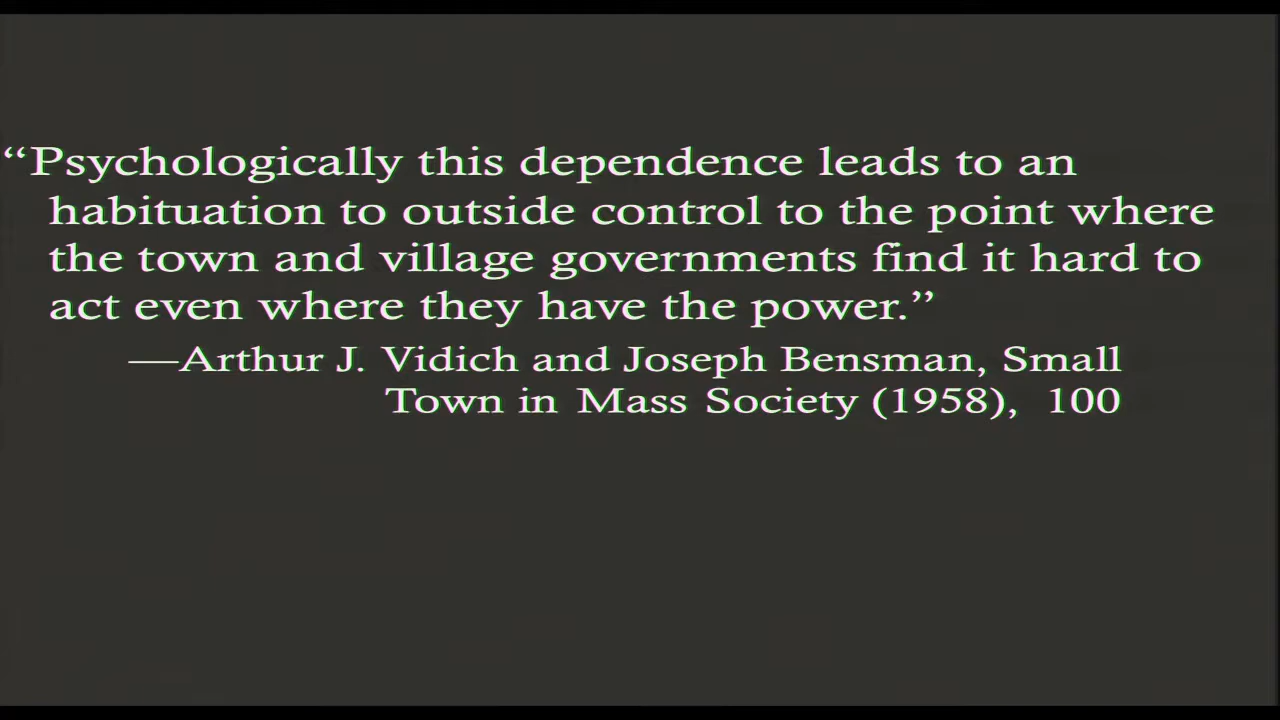 “Psychologically this dependence leads to an
habituation to outside control to the point where
the town and village governments find it hard to
act even where they have the power.”
—Arthur J. Vidich and Joseph Bensman, Small
Town in Mass Society (1958), 100